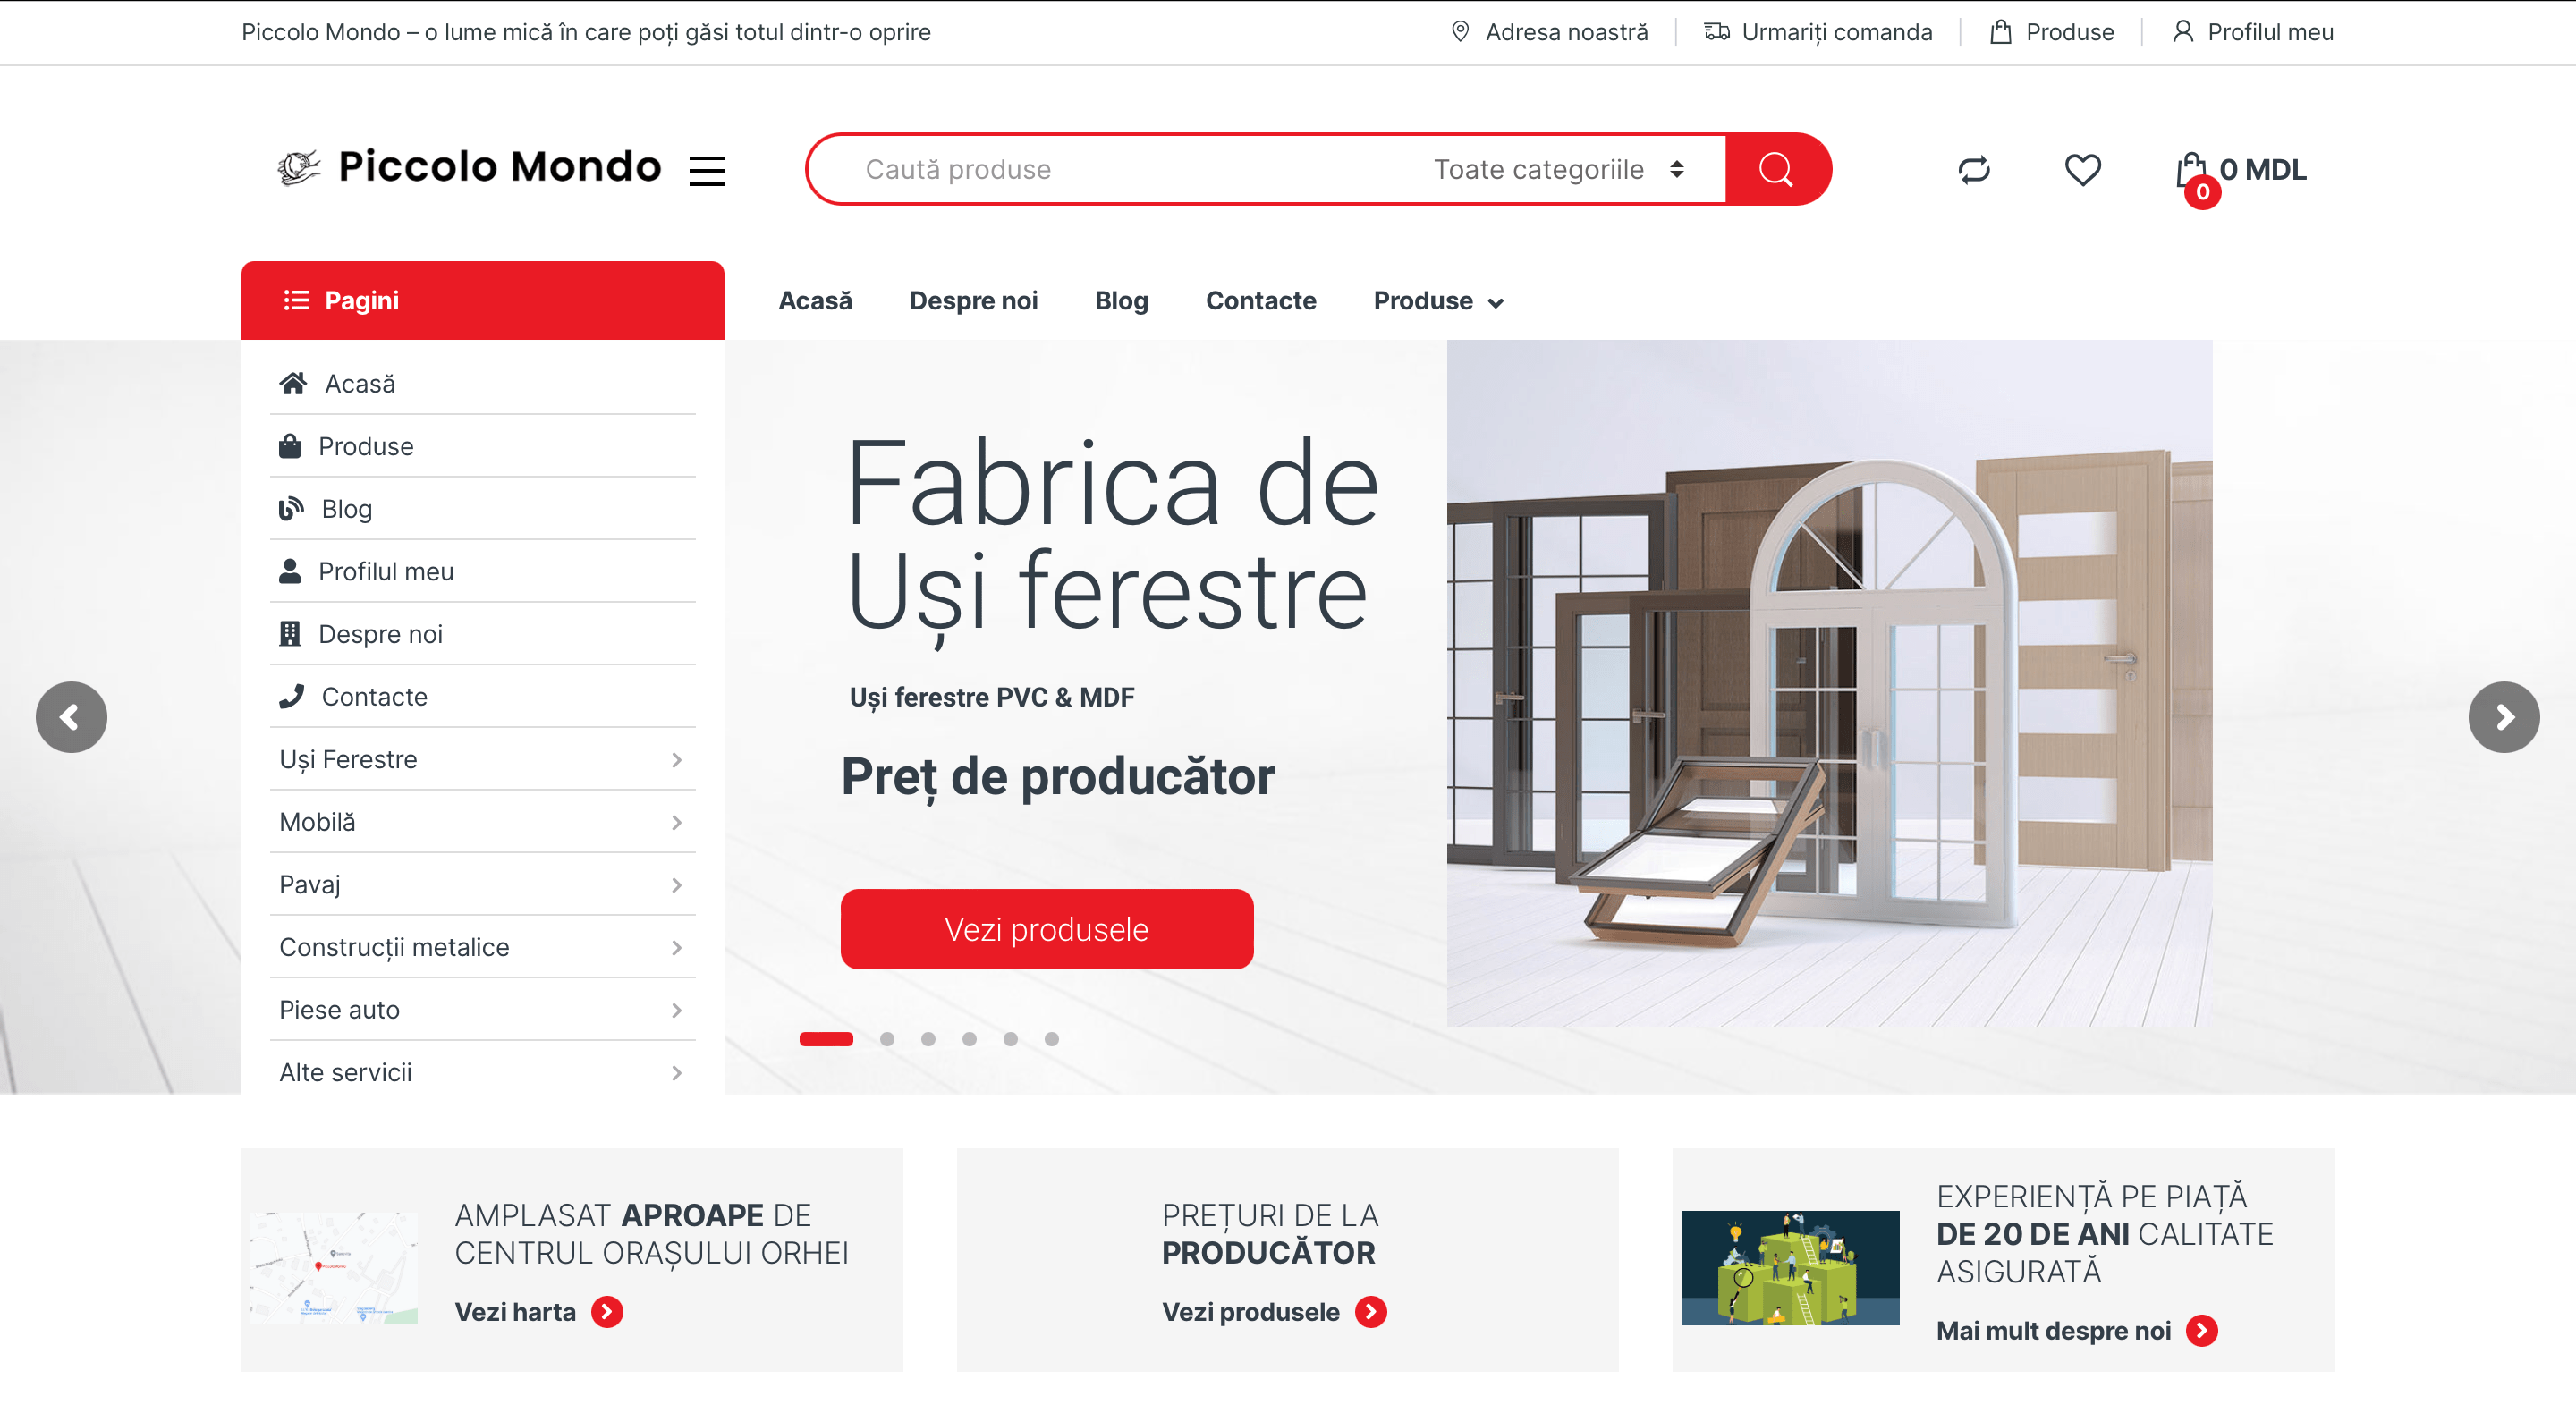 Piccolo Mondo – o lume mică în care poți găsi totul dintr-o oprire
Adresa noastră
Urmariți comanda
Produse
Profilul meu
Piccolo Mondo
Caută produse
Toate categoriile
0
0 MDL
Pagini
Acasă
Despre noi
Blog
Contacte
Produse
Acasă
Produse
Blog
Profilul meu
Despre noi
Contacte
Uși Ferestre
Mobilă
Pavaj
Construcții metalice
Piese auto
Alte servicii
Fabrica de
Uși ferestre
Uși ferestre PVC & MDF
Preț de producător
Vezi produsele
AMPLASAT APROAPE DE
CENTRUL ORAȘULUI ORHEI
Vezi harta
PREȚURI DE LA
PRODUCĂTOR
Vezi produsele
EXPERIENȚĂ PE PIAȚĂ
DE 20 DE ANI CALITATE
ASIGURATĂ
Mai mult despre noi